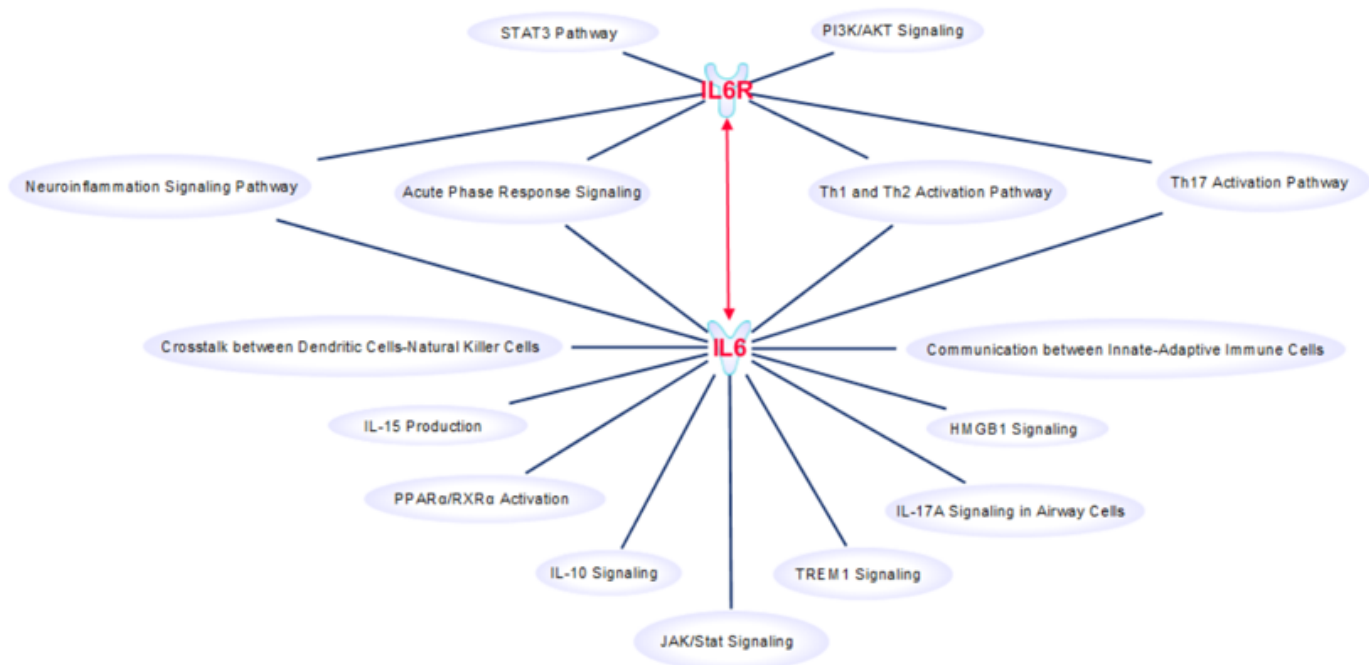 STAT3 Pathway
PI3K/AKT Signaling
IL6R
Neuroinflammation Signaling Pathway
Acute Phase Response Signaling
Th1 and Th2 Activation Pathway
Th17 Activation Pathway
Crosstalk between Dendritic Cells-Natural Killer Cells
IL6
Communication between Innate-Adaptive Immune Cells
IL-15 Production
HMGB1 Signaling
PPARα/RXRα Activation
IL-17A Signaling in Airway Cells
IL-10 Signaling
TREM1 Signaling
JAK/Stat Signaling